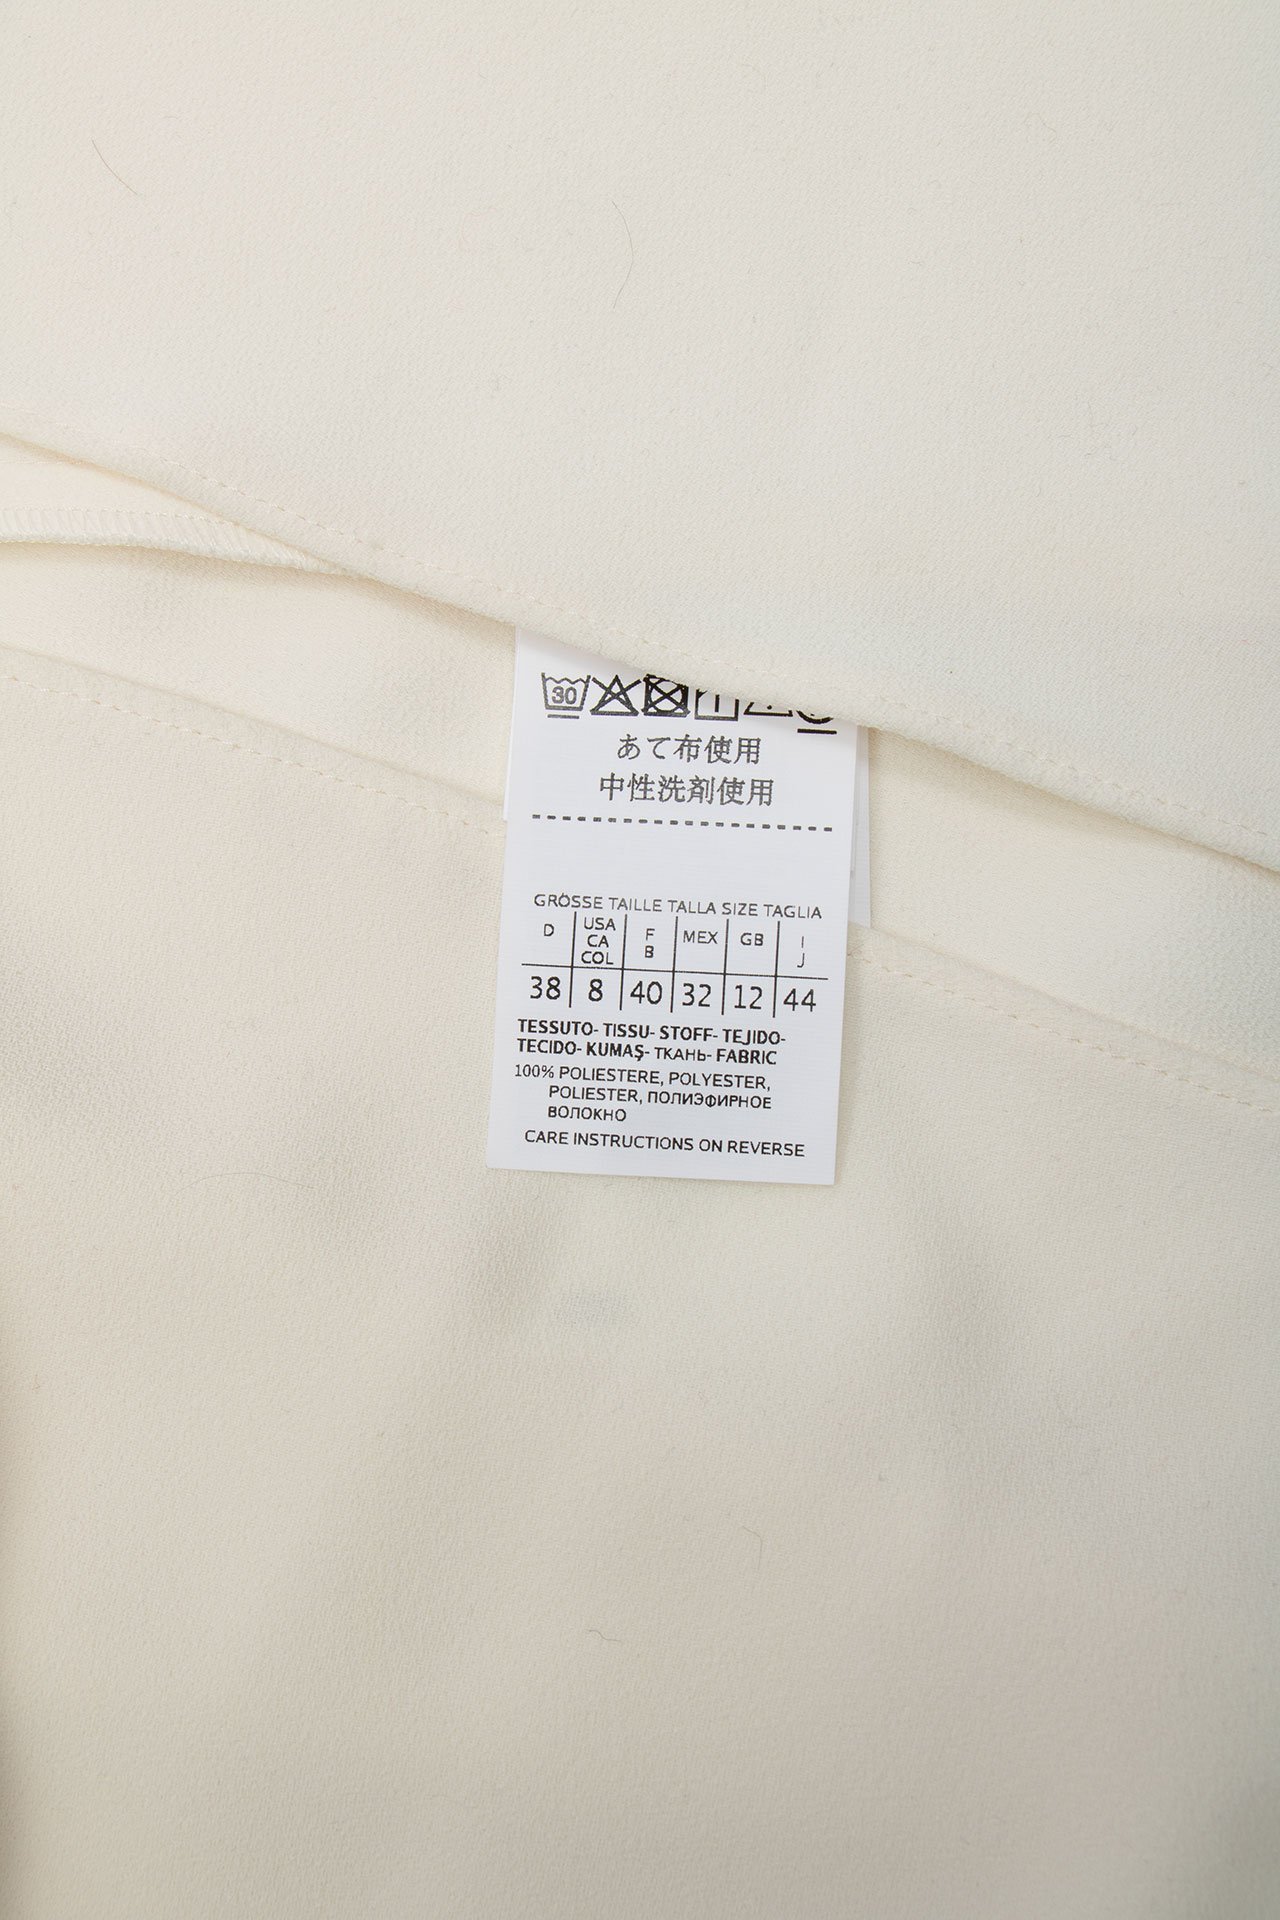 30
あて布使用
中性洗剤使用
GRÖSSE TAILLE TALLA SIZE TAGLIA
D USA CA COL F B MEX GB I J
38 8 40 32 12 44
TESSUTO- TISSU- STOFF- TEJIDO-
TECIDO- KUMAŞ- ТКАНЬ- FABRIC
100% POLIESTERE, POLYESTER,
POLIESTER, ПОЛИЭФИРНОЕ
ВОЛОКНО
CARE INSTRUCTIONS ON REVERSE